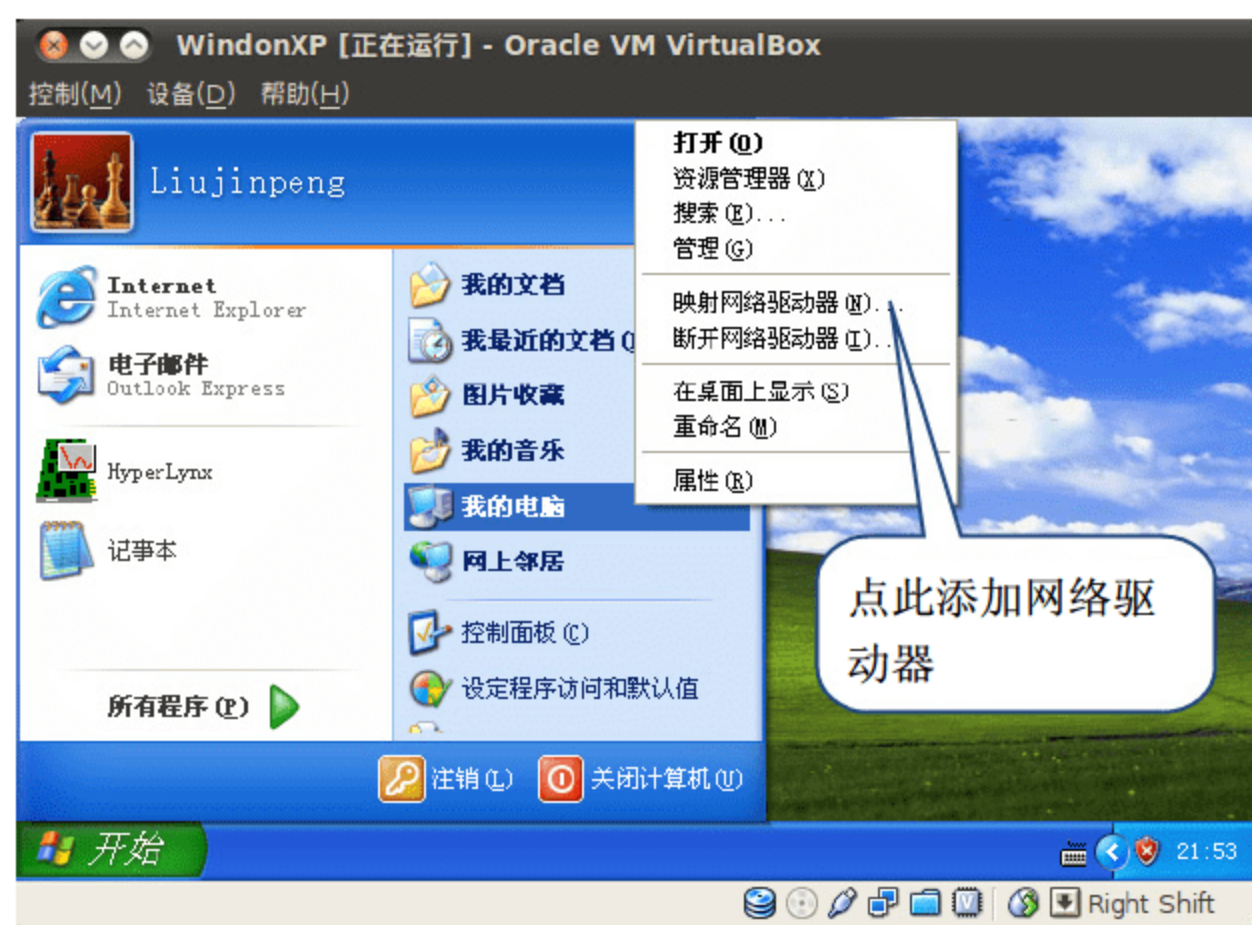 WindonXP [正在运行] - Oracle VM VirtualBox
控制(M) 设备(D) 帮助(H)
Liujinpeng
打开(O)
资源管理器(X)
搜索(E)...
管理(G)
映射网络驱动器(N)...
断开网络驱动器(I)...
在桌面上显示(S)
重命名(M)
属性(R)
Internet
Internet Explorer
电子邮件
Outlook Express
HyperLynx
记事本
所有程序(P)
我的文档
我最近的文档(
图片收藏
我的音乐
我的电脑
网上邻居
控制面板(C)
设定程序访问和默认值
点此添加网络驱
动器
注销(L) 关闭计算机(U)
开始
21:53
Right Shift